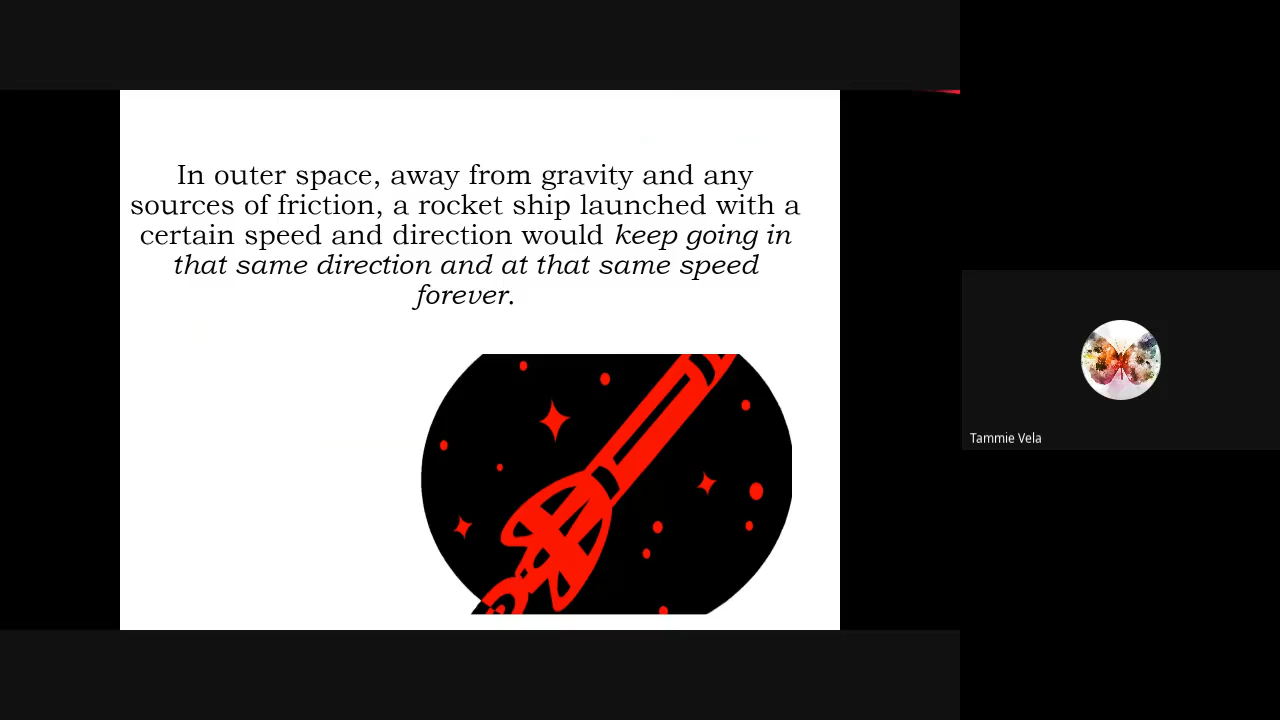 In outer space, away from gravity and any
sources of friction, a rocket ship launched with a
certain speed and direction would keep going in
that same direction and at that same speed
forever.
Tammie Vela